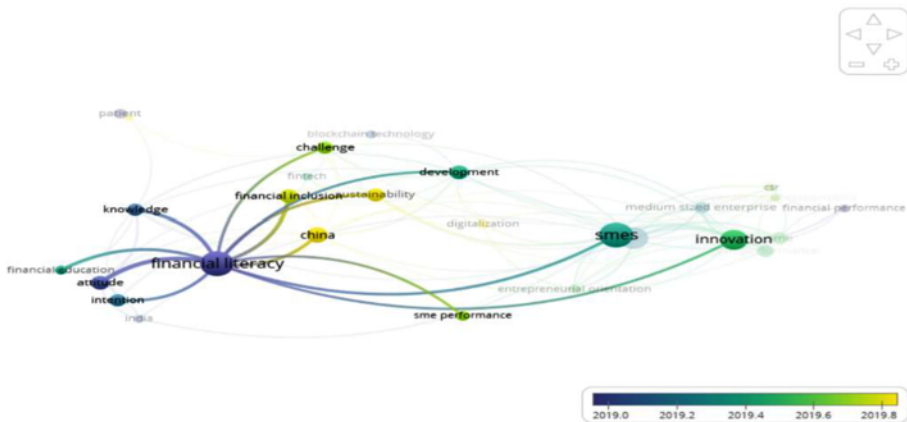 patient
blockchain technology
challenge
fintech
development
financial inclusion
sustainability
csr
knowledge
medium sized enterprise
financial performance
digitalization
china
smes
innovation
financial literacy
financial education
attitude
intention
entrepreneurial orientation
india
sme performance
2019.0 2019.2 2019.4 2019.6 2019.8